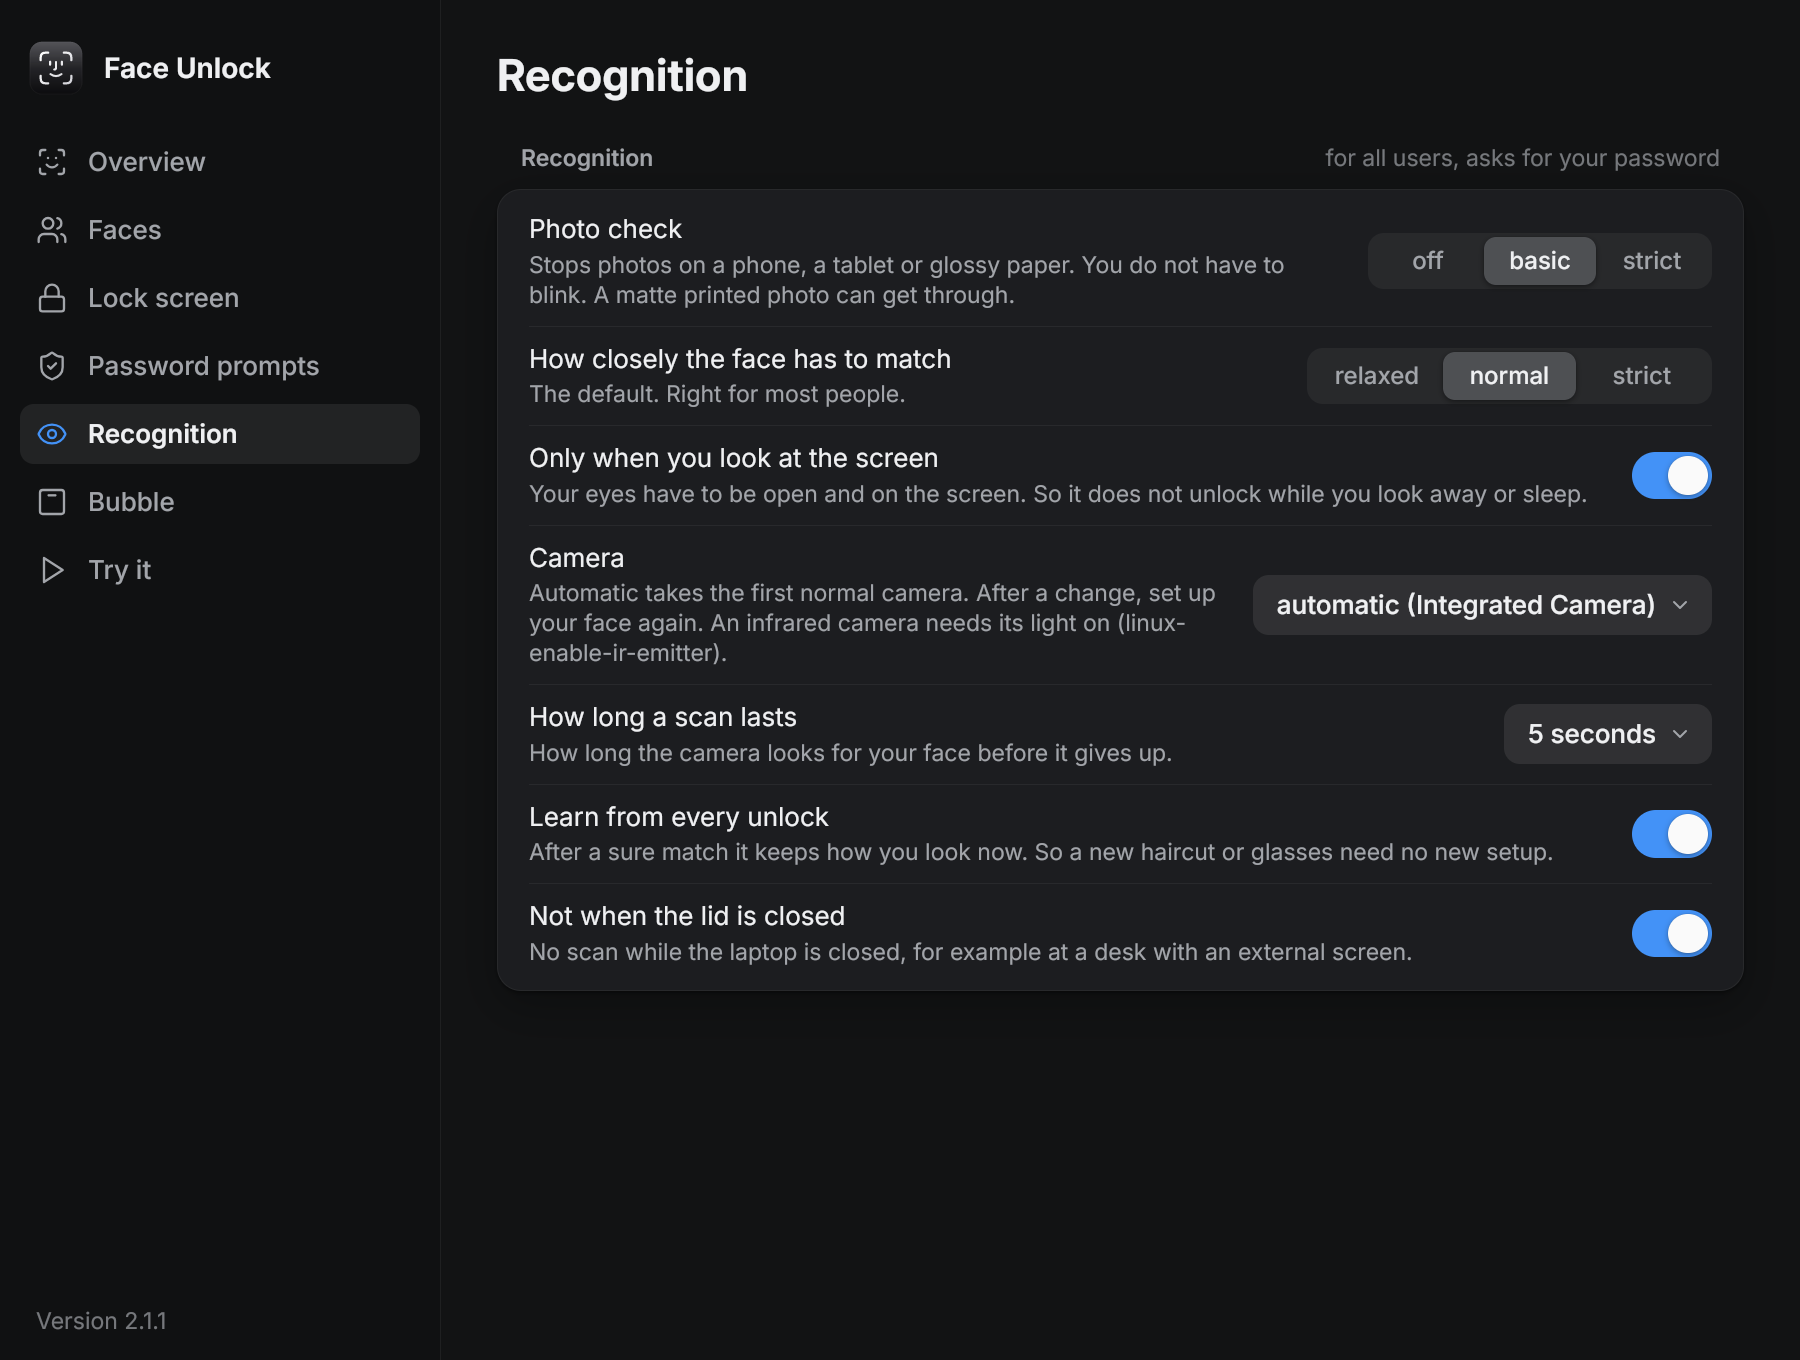 Face Unlock
Overview
Faces
Lock screen
Password prompts
Recognition
Bubble
Try it
Version 2.1.1
Recognition
Recognition
for all users, asks for your password
Photo check
Stops photos on a phone, a tablet or glossy paper. You do not have to
blink. A matte printed photo can get through.
off
basic
strict
How closely the face has to match
The default. Right for most people.
relaxed
normal
strict
Only when you look at the screen
Your eyes have to be open and on the screen. So it does not unlock while you look away or sleep.
Camera
Automatic takes the first normal camera. After a change, set up
your face again. An infrared camera needs its light on (linux-
enable-ir-emitter).
automatic (Integrated Camera)
How long a scan lasts
How long the camera looks for your face before it gives up.
5 seconds
Learn from every unlock
After a sure match it keeps how you look now. So a new haircut or glasses need no new setup.
Not when the lid is closed
No scan while the laptop is closed, for example at a desk with an external screen.